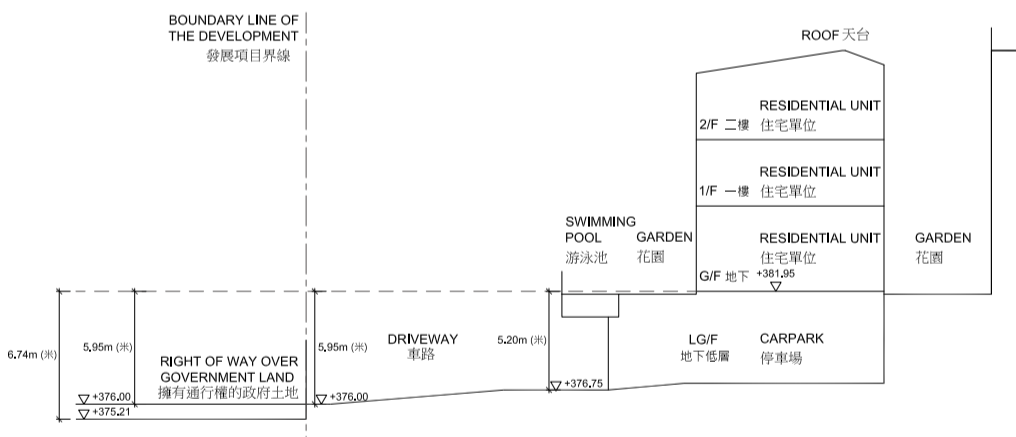 BOUNDARY LINE OF
THE DEVELOPMENT
發展項目界線
ROOF 天台
RESIDENTIAL UNIT
2/F 二樓 住宅單位
RESIDENTIAL UNIT
1/F 一樓 住宅單位
SWIMMING
POOL
游泳池
GARDEN
花園
RESIDENTIAL UNIT
住宅單位
G/F 地下 +381.95
GARDEN
花園
6.74m (米)
5.95m (米)
5.95m (米)
DRIVEWAY
車路
5.20m (米)
LG/F
地下低層
CARPARK
停車場
RIGHT OF WAY OVER
GOVERNMENT LAND
擁有通行權的政府土地
+376.00
+375.21
+376.00
+376.75